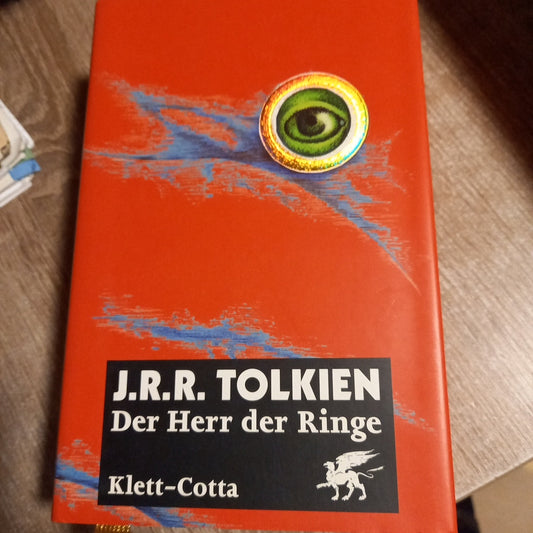 J.R.R. TOLKIEN
Der Herr der Ringe
Klett-Cotta